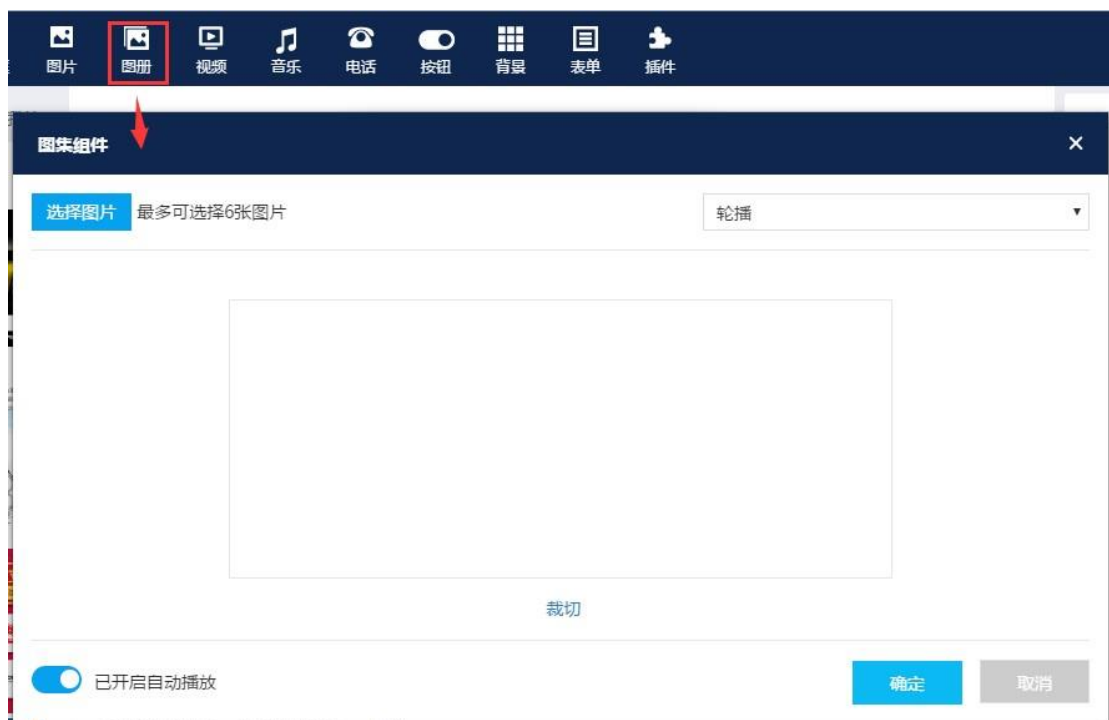 图片 图册 视频 音乐 电话 按钮 背景 表单 插件
图集组件
选择图片 最多可选择6张图片 轮播
裁切
已开启自动播放 确定 取消